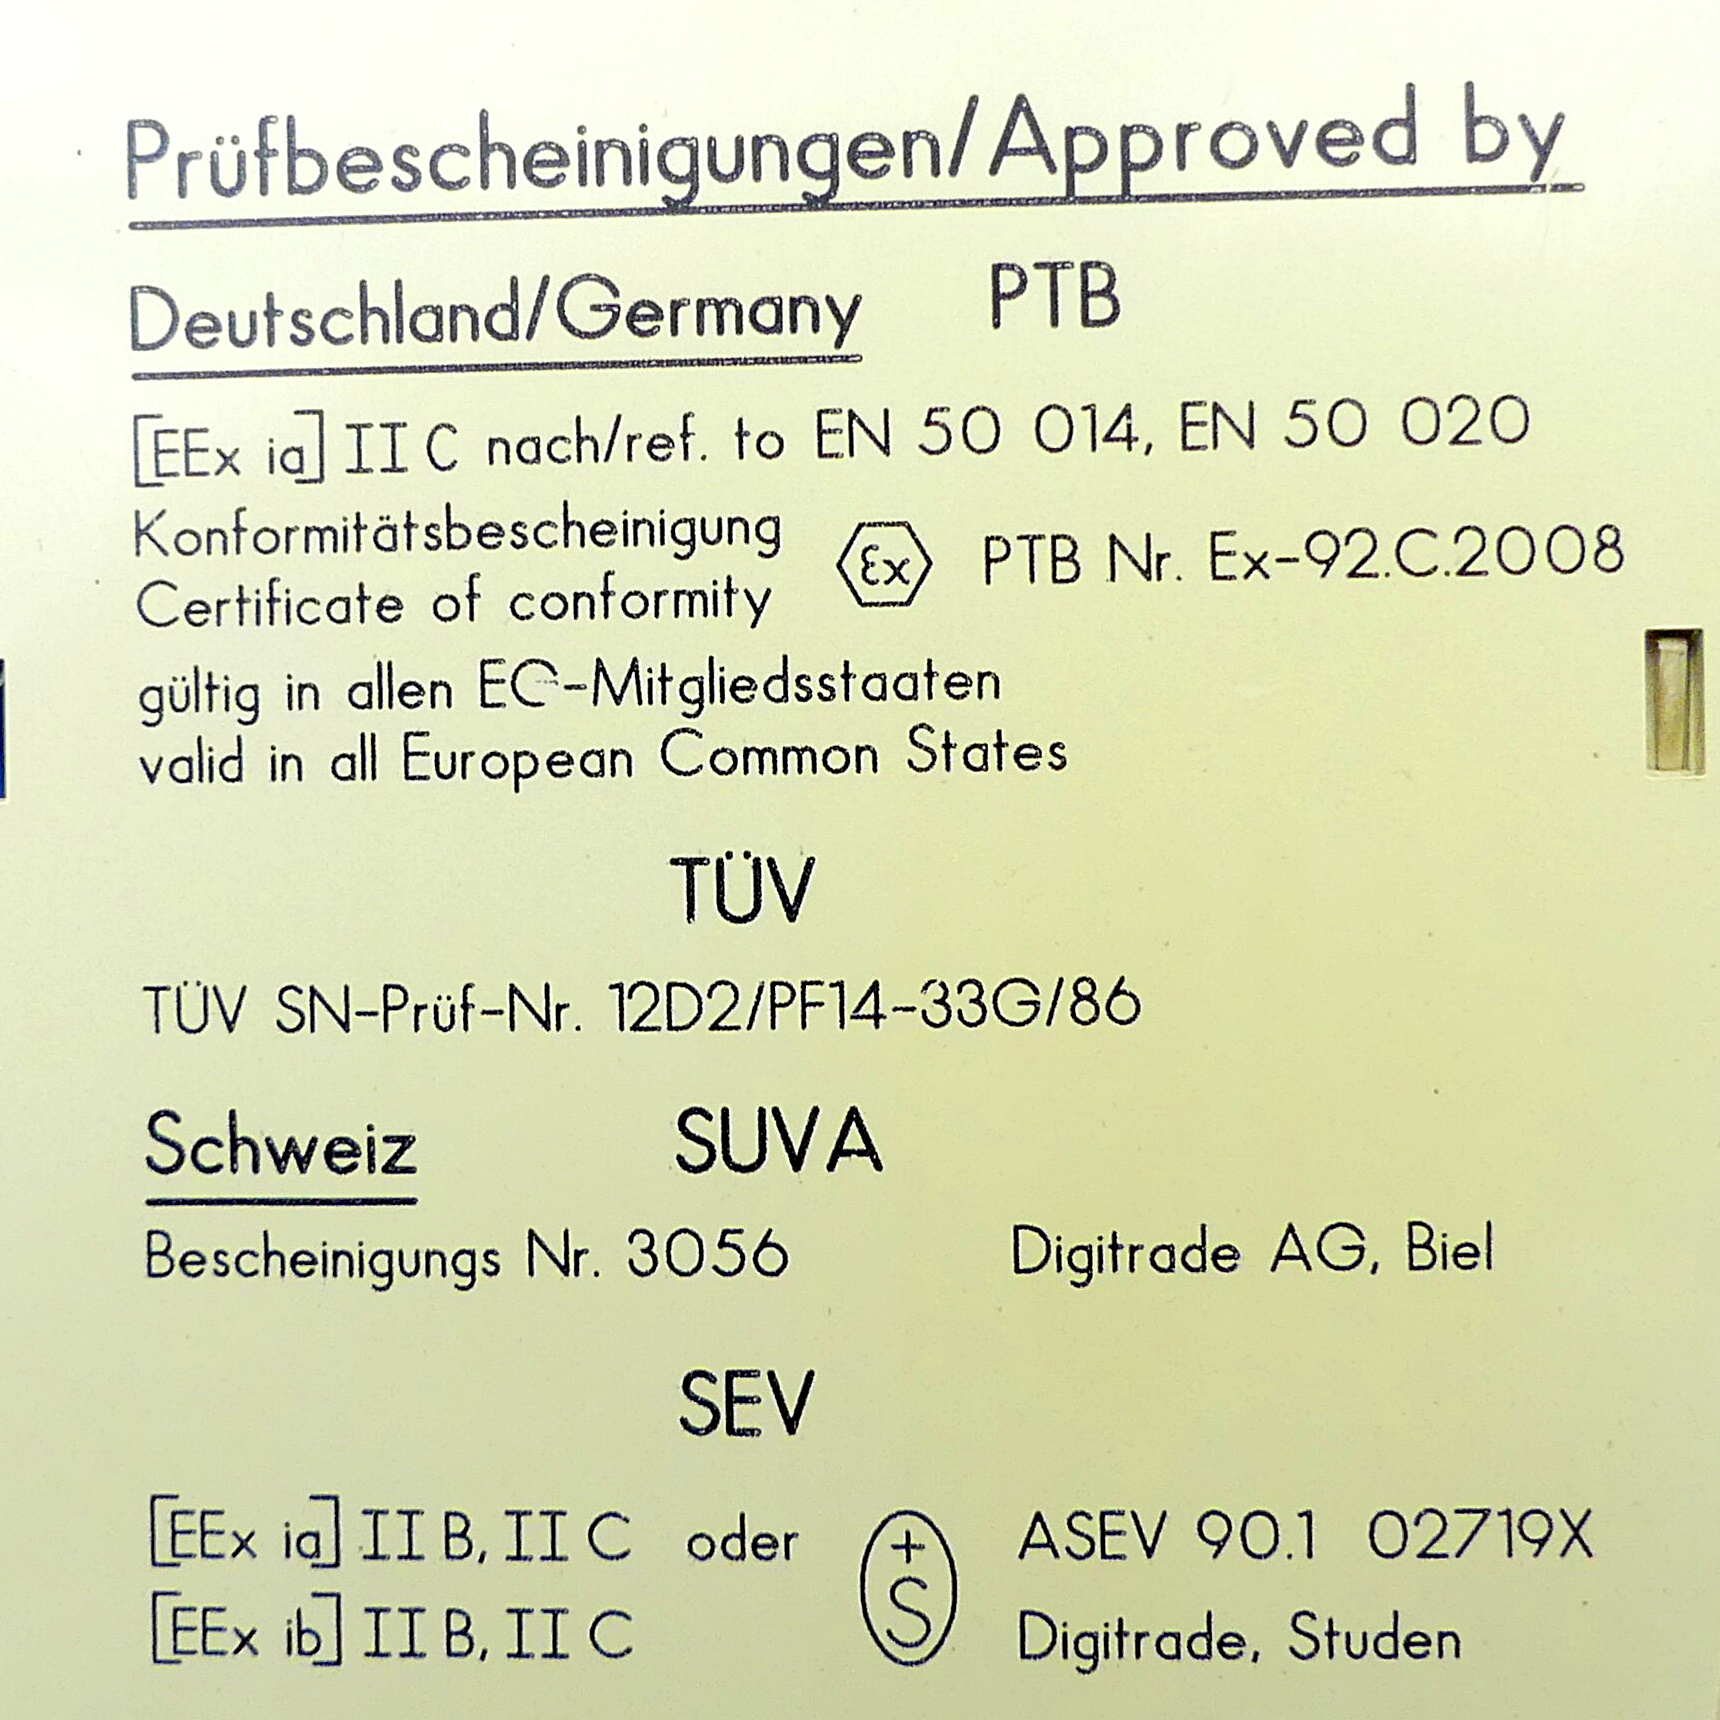 Prüfbescheinigungen/Approved by
Deutschland/Germany PTB
[EEx ia] II C nach/ref. to EN 50 014, EN 50 020
Konformitätsbescheinigung
Certificate of conformity
Ex PTB Nr. Ex-92.C.2008
gültig in allen EG-Mitgliedsstaaten
valid in all European Common States
TÜV
TÜV SN-Prüf-Nr. 12D2/PF14-33G/86
Schweiz SUVA
Bescheinigungs Nr. 3056 Digitrade AG, Biel
SEV
[EEx ia] II B, II C oder +S ASEV 90.1 02719X
[EEx ib] II B, II C Digitrade, Studen